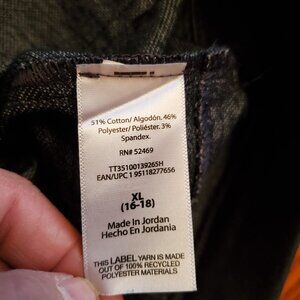 51% Cotton/ Algodón. 46%
Polyester/ Poliéster. 3%
Spandex.
RN# 52469
TT35100139265H
EAN/UPC 1 95118277656
XL
(16-18)
Made In Jordan
Hecho En Jordania
THIS LABEL YARN IS MADE
OUT OF 100% RECYCLED
POLYESTER MATERIALS